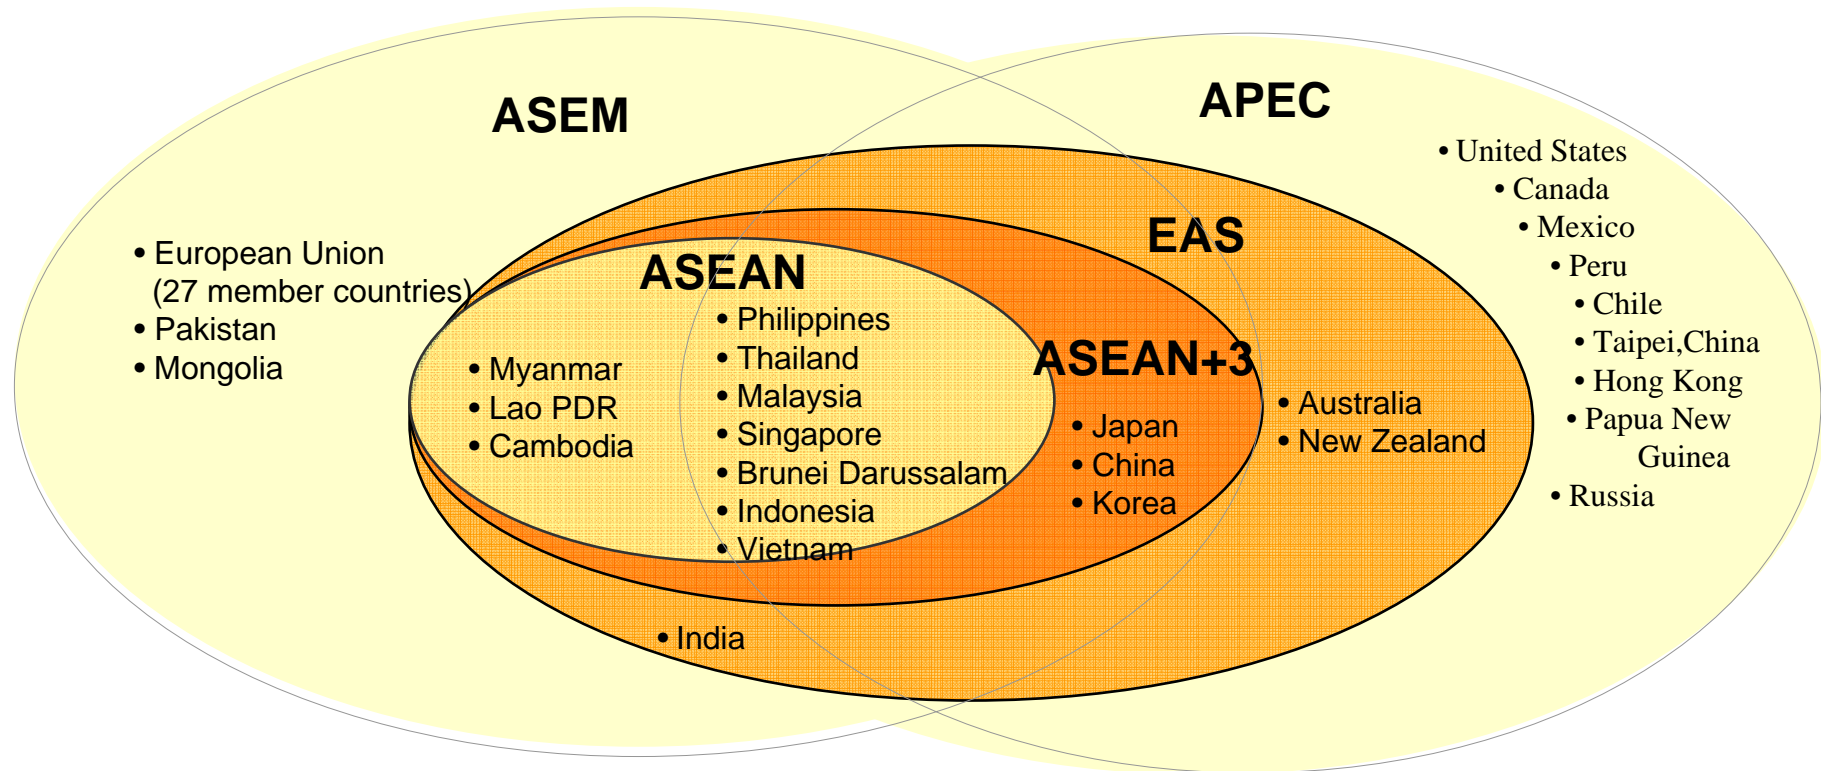 ASEM
• European Union
(27 member countries)
• Pakistan
• Mongolia
ASEAN
• Myanmar
• Lao PDR
• Cambodia
• Philippines
• Thailand
• Malaysia
• Singapore
• Brunei Darussalam
• Indonesia
• Vietnam
ASEAN+3
• Japan
• China
• Korea
EAS
• Australia
• New Zealand
• India
APEC
• United States
• Canada
• Mexico
• Peru
• Chile
• Taipei,China
• Hong Kong
• Papua New
Guinea
• Russia